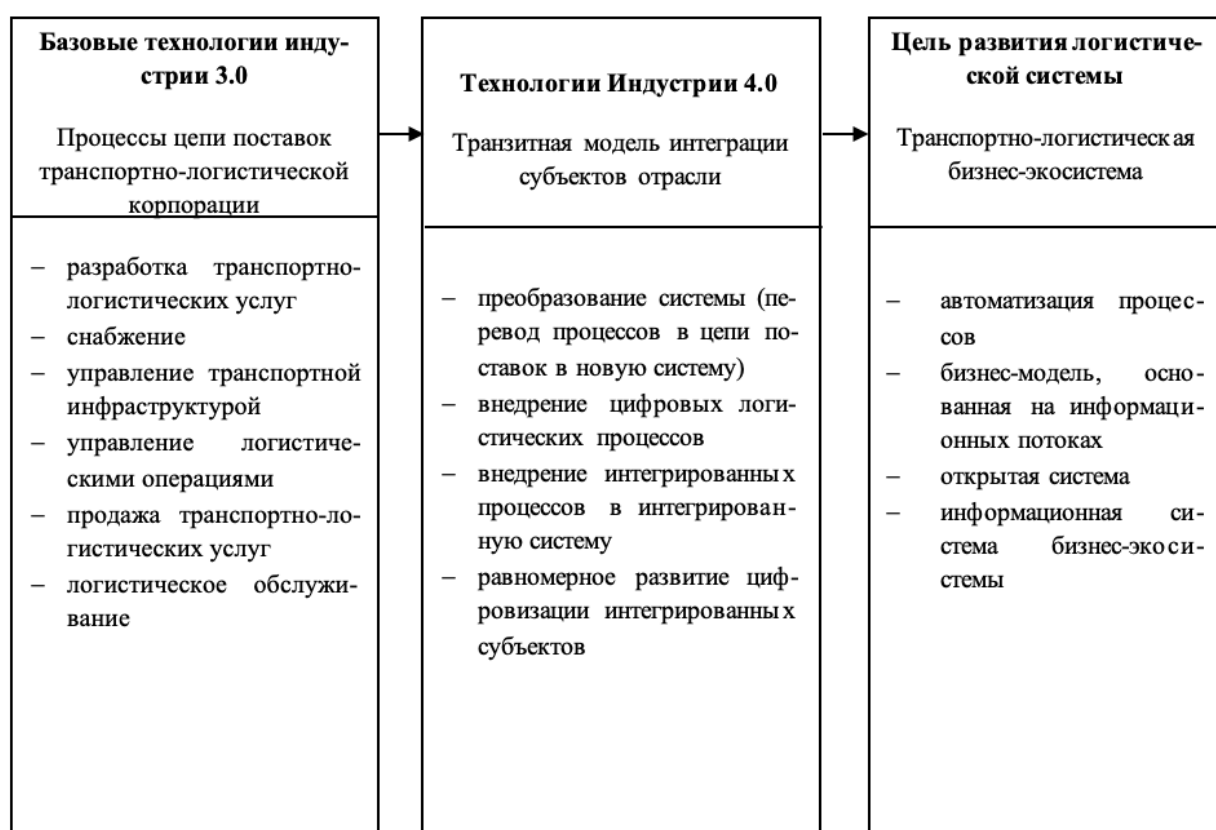 Базовые технологии инду-
стрии 3.0
Процессы цепи поставок
транспортно-логистической
корпорации
– разработка транспортно-
логистических услуг
– снабжение
– управление транспортной
инфраструктурой
– управление логистиче-
скими операциями
– продажа транспортно-ло-
гистических услуг
– логистическое обслужи-
вание
Технологии Индустрии 4.0
Транзитная модель интеграции
субъектов отрасли
– преобразование системы (пе-
ревод процессов в цепи по-
ставок в новую систему)
– внедрение цифровых логи-
стических процессов
– внедрение интегрированных
процессов в интегрирован-
ную систему
– равномерное развитие циф-
ровизации интегрированных
субъектов
Цель развития логистиче-
ской системы
Транспортно-логистическая
бизнес-экосистема
– автоматизация процес-
сов
– бизнес-модель, осно-
ванная на информаци-
онных потоках
– открытая система
– информационная си-
стема бизнес-экоси-
стемы